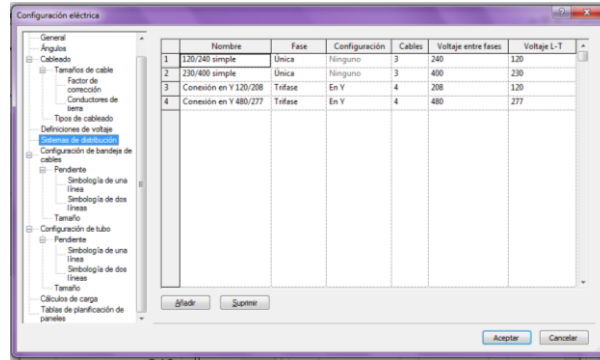 Configuración eléctrica
General
Ángulos
Cableado
Tamaños de cable
Factor de
corrección
Conductores de
tierra
Tipos de cableado
Definiciones de voltaje
Sistemas de distribución
Configuración de bandeja de
cables
Pendiente
Simbología de una
línea
Simbología de dos
líneas
Tamaño
Configuración de tubo
Pendiente
Simbología de una
línea
Simbología de dos
líneas
Tamaño
Cálculos de carga
Tablas de planificación de
paneles
Nombre Fase Configuración Cables Voltaje entre fases Voltaje L-T
1 120/240 simple Única Ninguno 3 240 120
2 230/400 simple Única Ninguno 3 400 230
3 Conexión en Y 120/208 Trifase En Y 4 208 120
4 Conexión en Y 480/277 Trifase En Y 4 480 277
Añadir Suprimir
Aceptar Cancelar